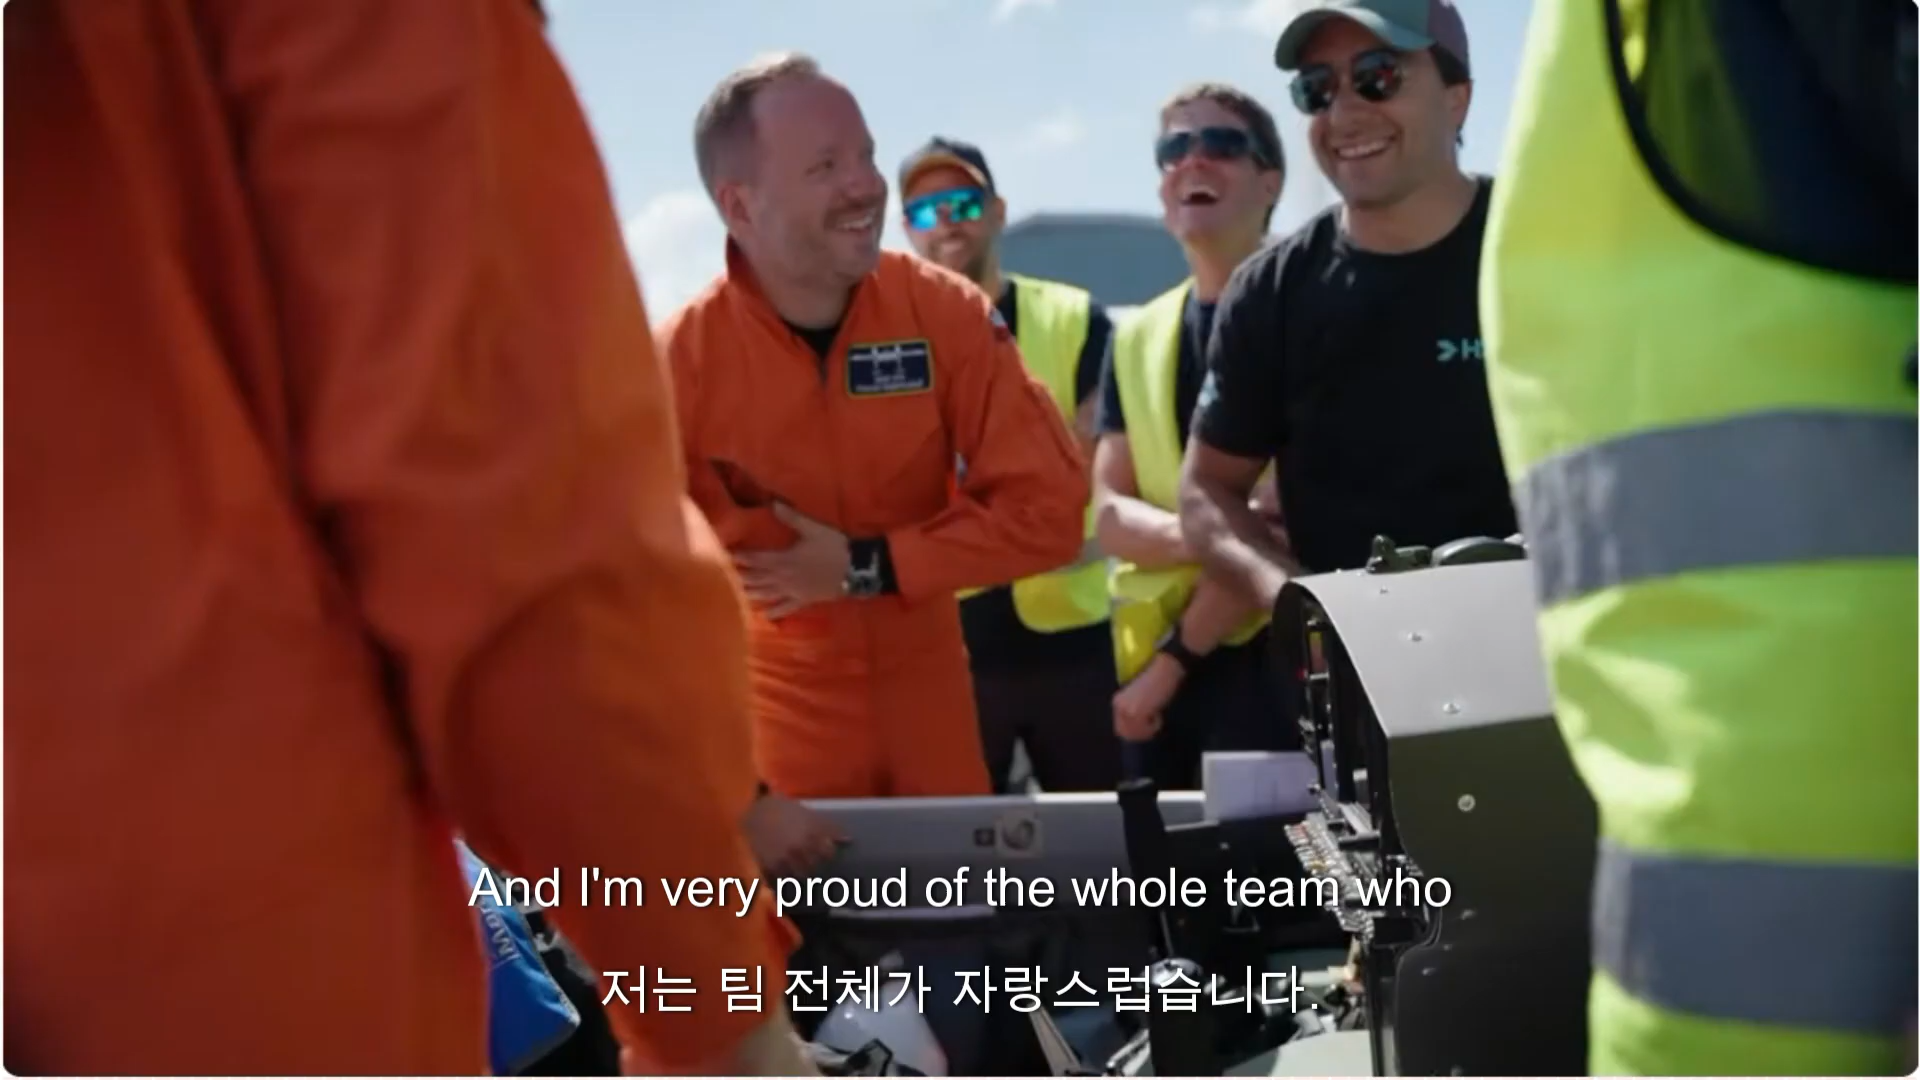 H
And I'm very proud of the whole team who
저는 팀 전체가 자랑스럽습니다.